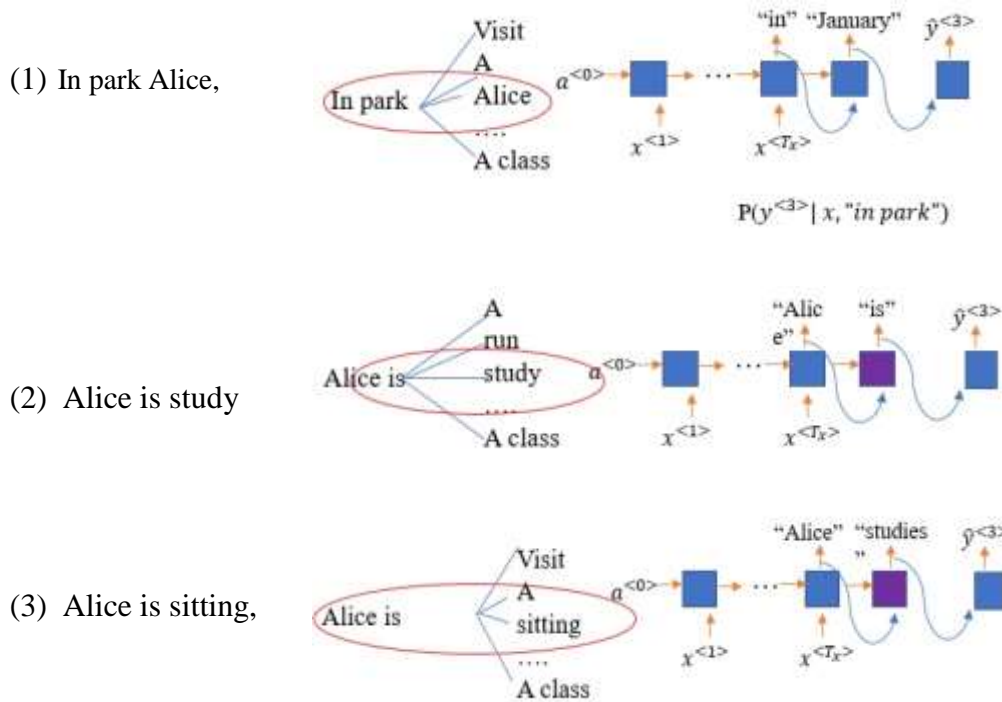 (1) In park Alice,
In park
Visit
A
Alice
....
A class
a<0>
...
x<1>
x<Tx>
“in”
“January”
ŷ<3>
P(y<3> | x, "in park")
(2) Alice is study
Alice is
A
run
study
....
A class
a<0>
...
x<1>
x<Tx>
“Alic
e”
“is”
ŷ<3>
(3) Alice is sitting,
Alice is
Visit
A
sitting
....
A class
a<0>
...
x<1>
x<Tx>
“Alice”
“studies
”
ŷ<3>